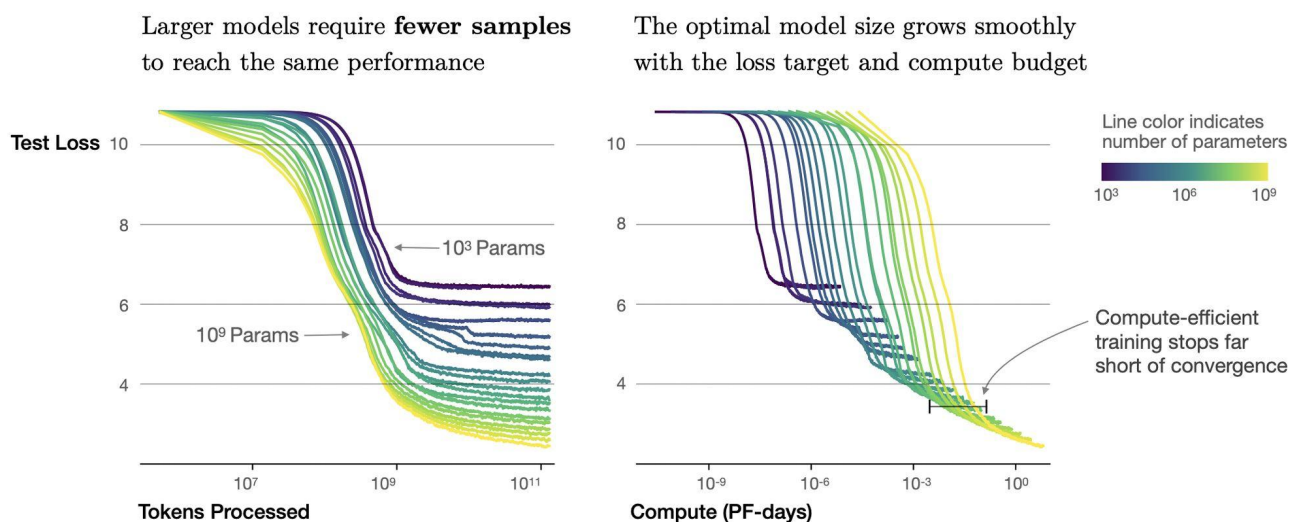 Larger models require fewer samples
to reach the same performance
The optimal model size grows smoothly
with the loss target and compute budget
Test Loss
10
8
6
4
10³ Params
10⁹ Params
10⁷
10⁹
10¹¹
Tokens Processed
10
8
6
4
10⁻⁹
10⁻⁶
10⁻³
10⁰
Compute (PF-days)
Line color indicates
number of parameters
10³
10⁶
10⁹
Compute-efficient
training stops far
short of convergence